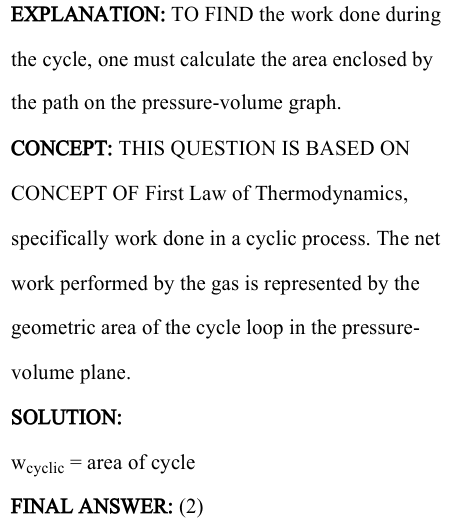 EXPLANATION: TO FIND the work done during
the cycle, one must calculate the area enclosed by
the path on the pressure-volume graph.
CONCEPT: THIS QUESTION IS BASED ON
CONCEPT OF First Law of Thermodynamics,
specifically work done in a cyclic process. The net
work performed by the gas is represented by the
geometric area of the cycle loop in the pressure-
volume plane.
SOLUTION:
w_cyclic = area of cycle
FINAL ANSWER: (2)